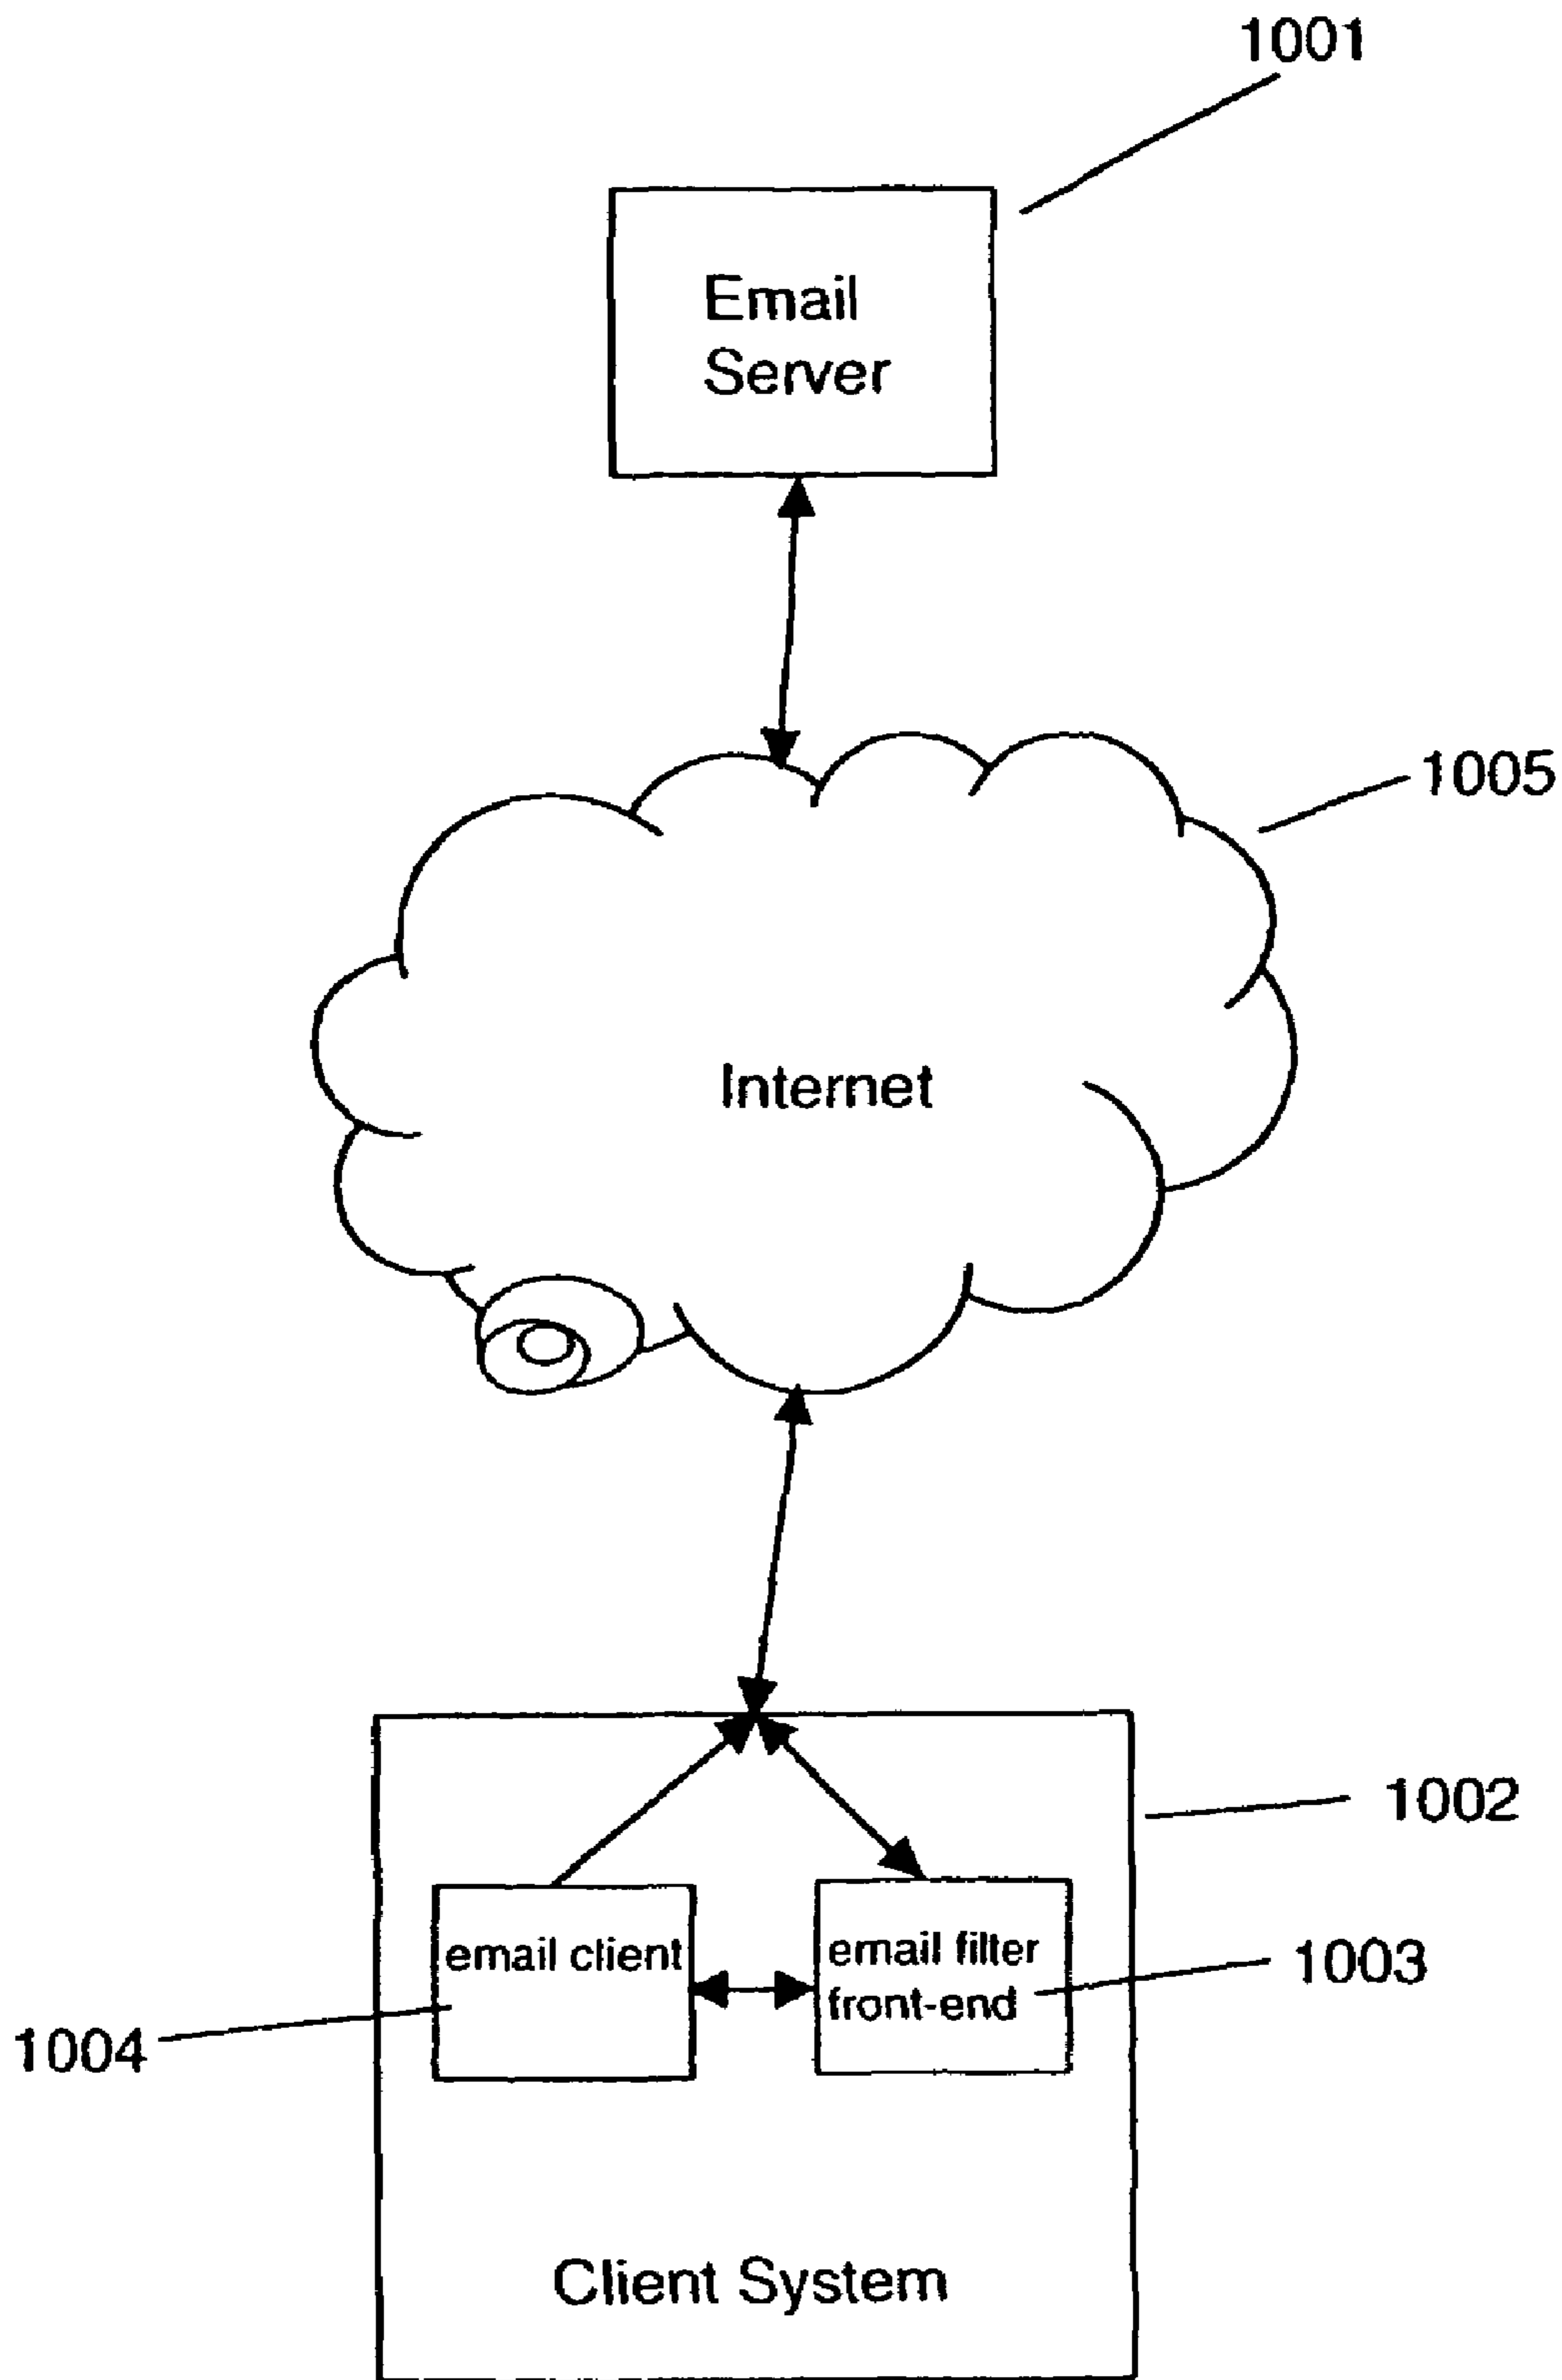 1001
Email
Server
1005
Internet
1002
email client
email filter
front-end
1003
1004
Client System